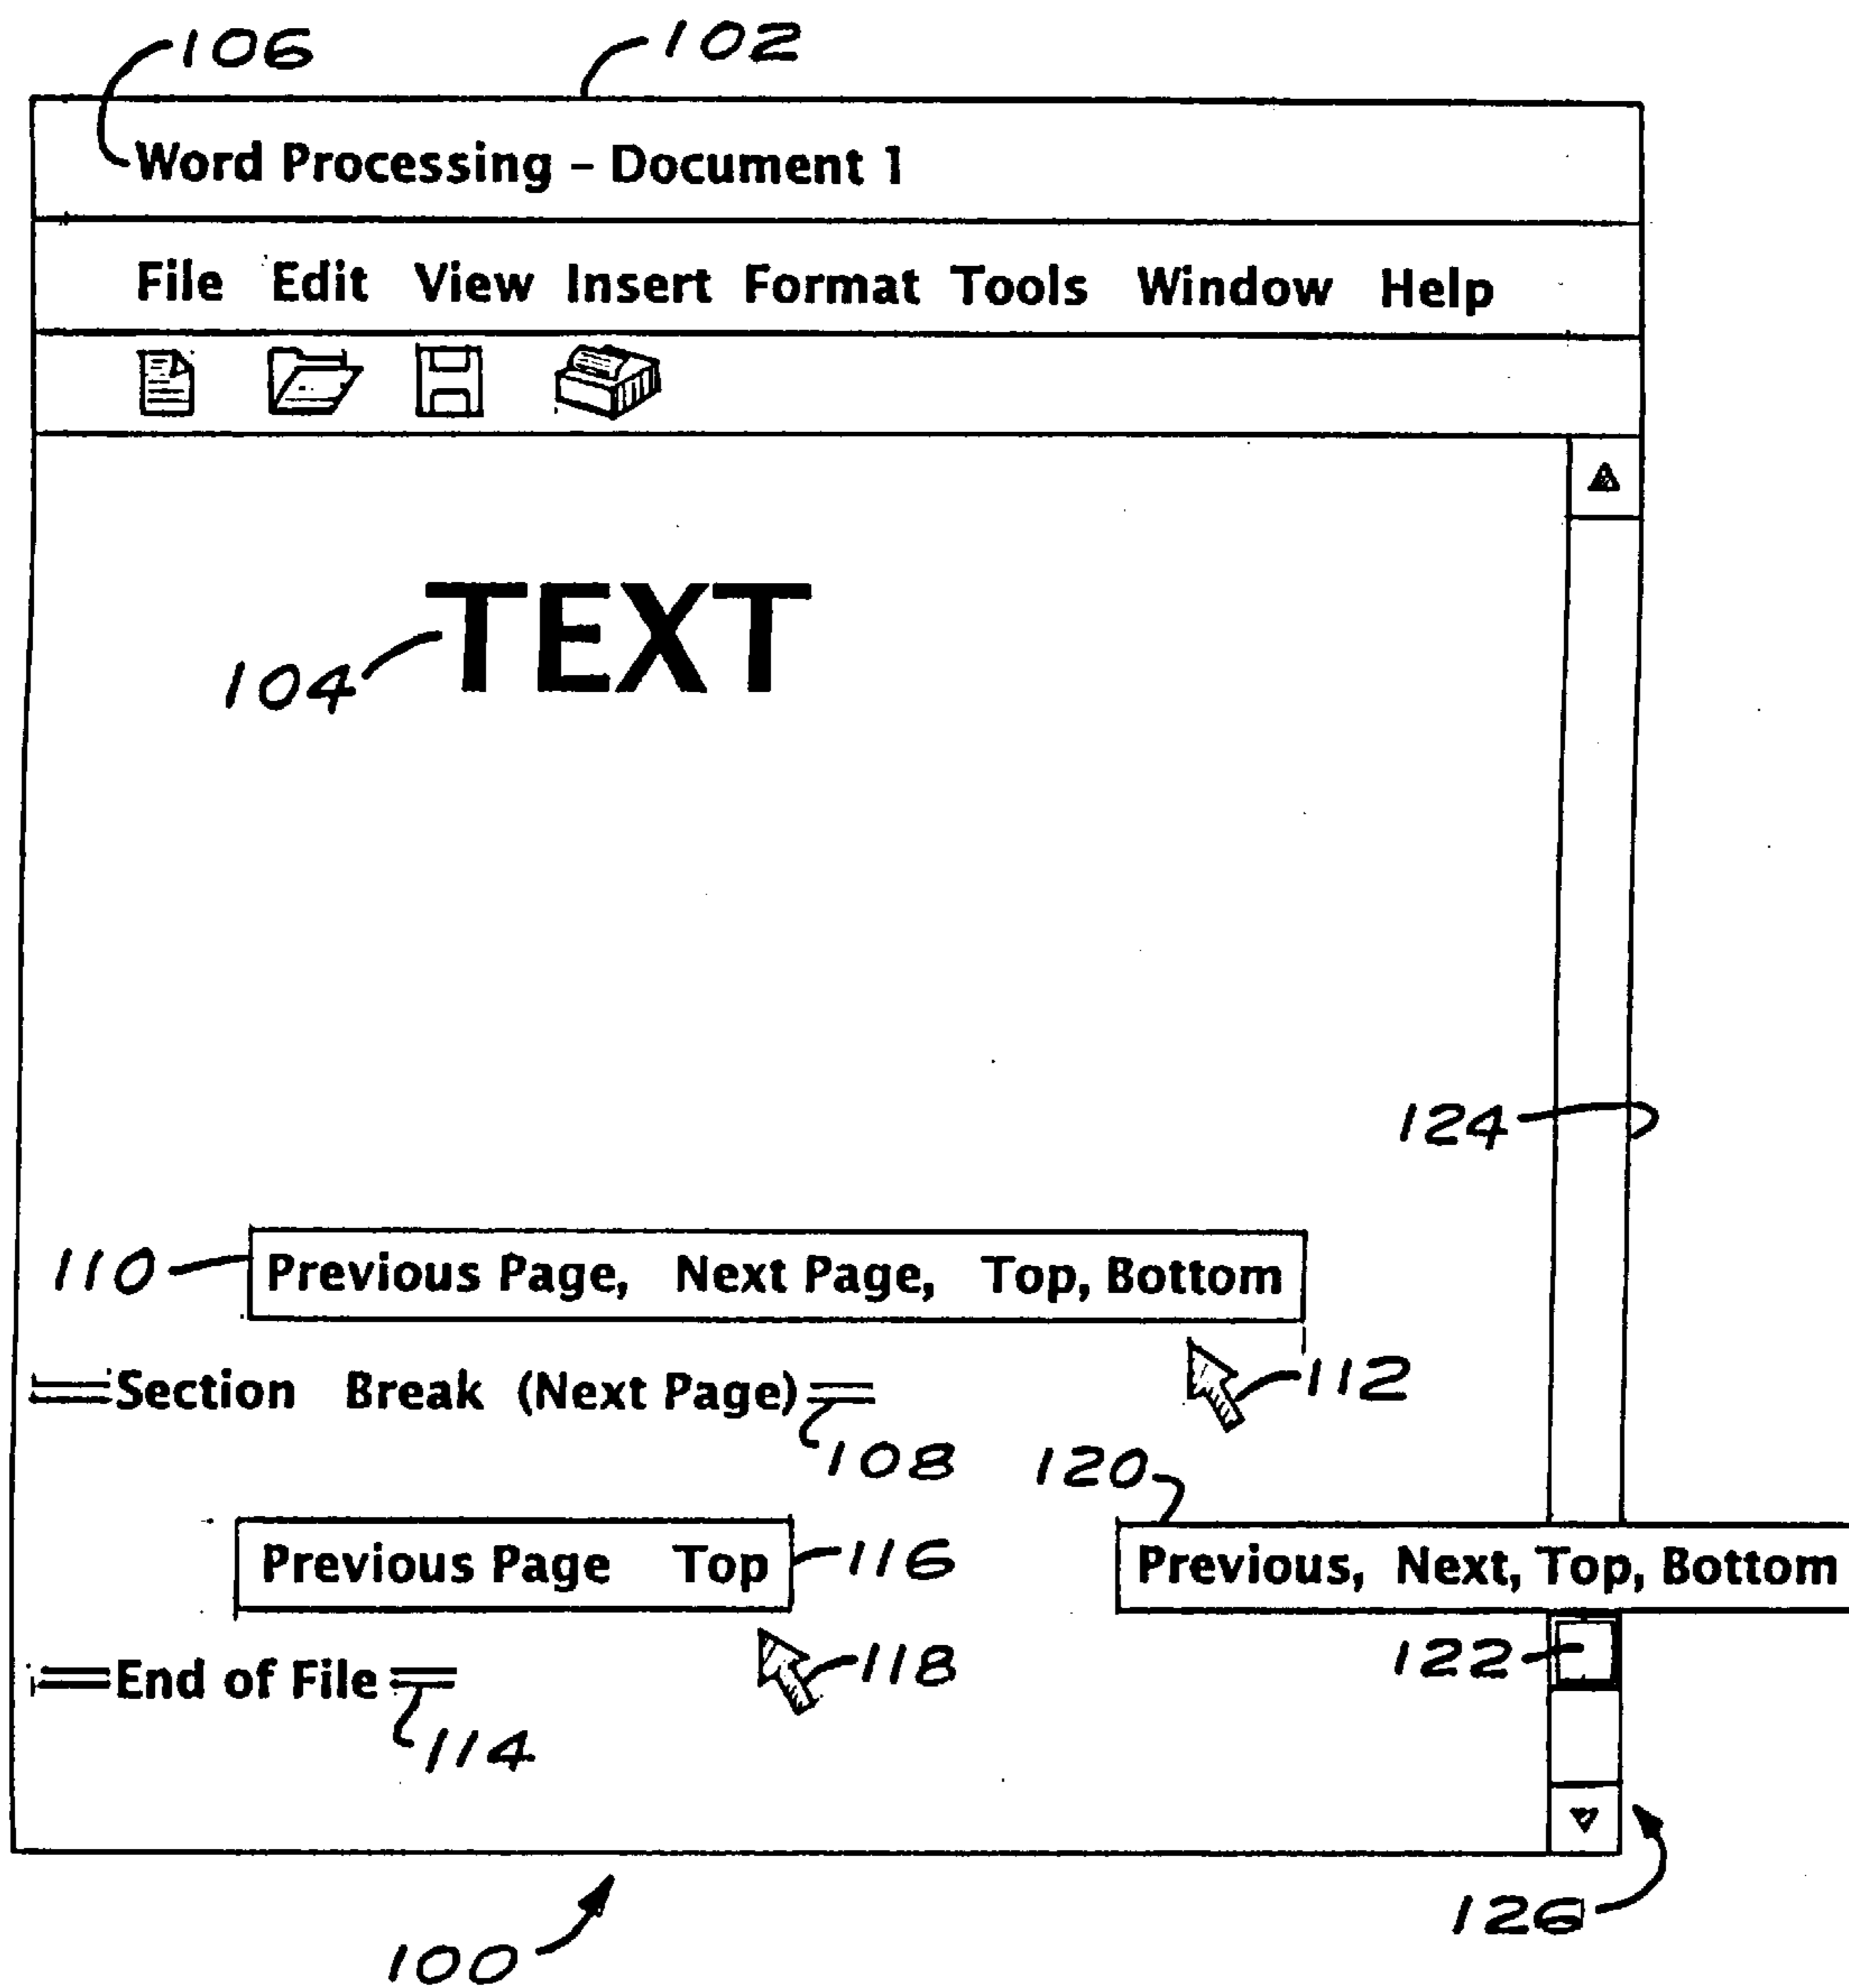 106 102
Word Processing – Document 1
File Edit View Insert Format Tools Window Help
TEXT
104
124
110 Previous Page, Next Page, Top, Bottom
112
Section Break (Next Page)
108 120
Previous Page Top 116 Previous, Next, Top, Bottom
118 122
End of File
114
126
100